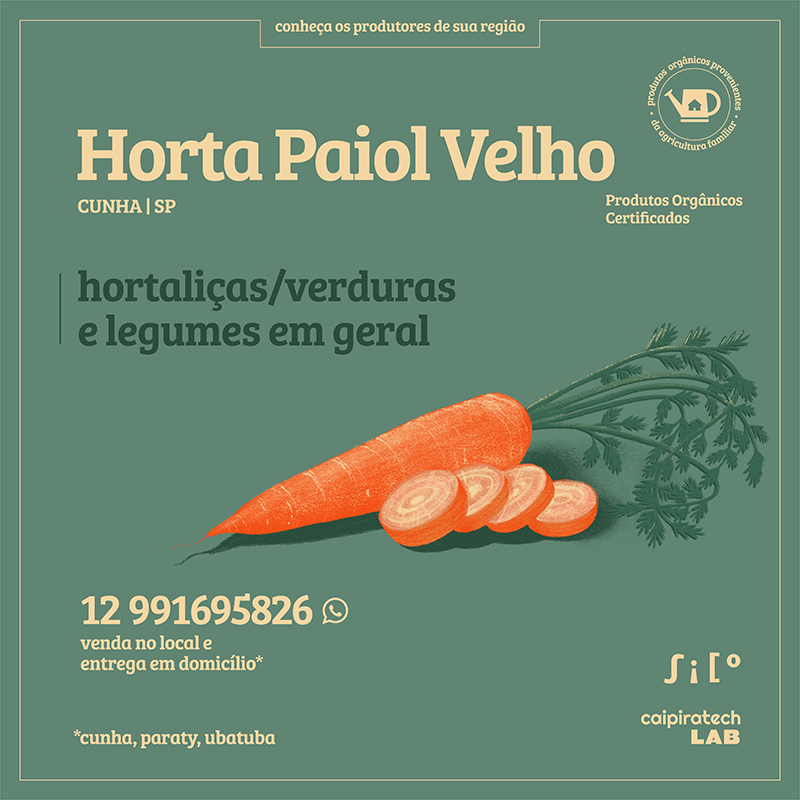 conheça os produtores de sua região
produtos orgânicos provenientes
da agricultura familiar
Horta Paiol Velho
CUNHA | SP
Produtos Orgânicos
Certificados
hortaliças/verduras
e legumes em geral
12 991695826
venda no local e
entrega em domicílio*
*cunha, paraty, ubatuba
caipiratech
LAB